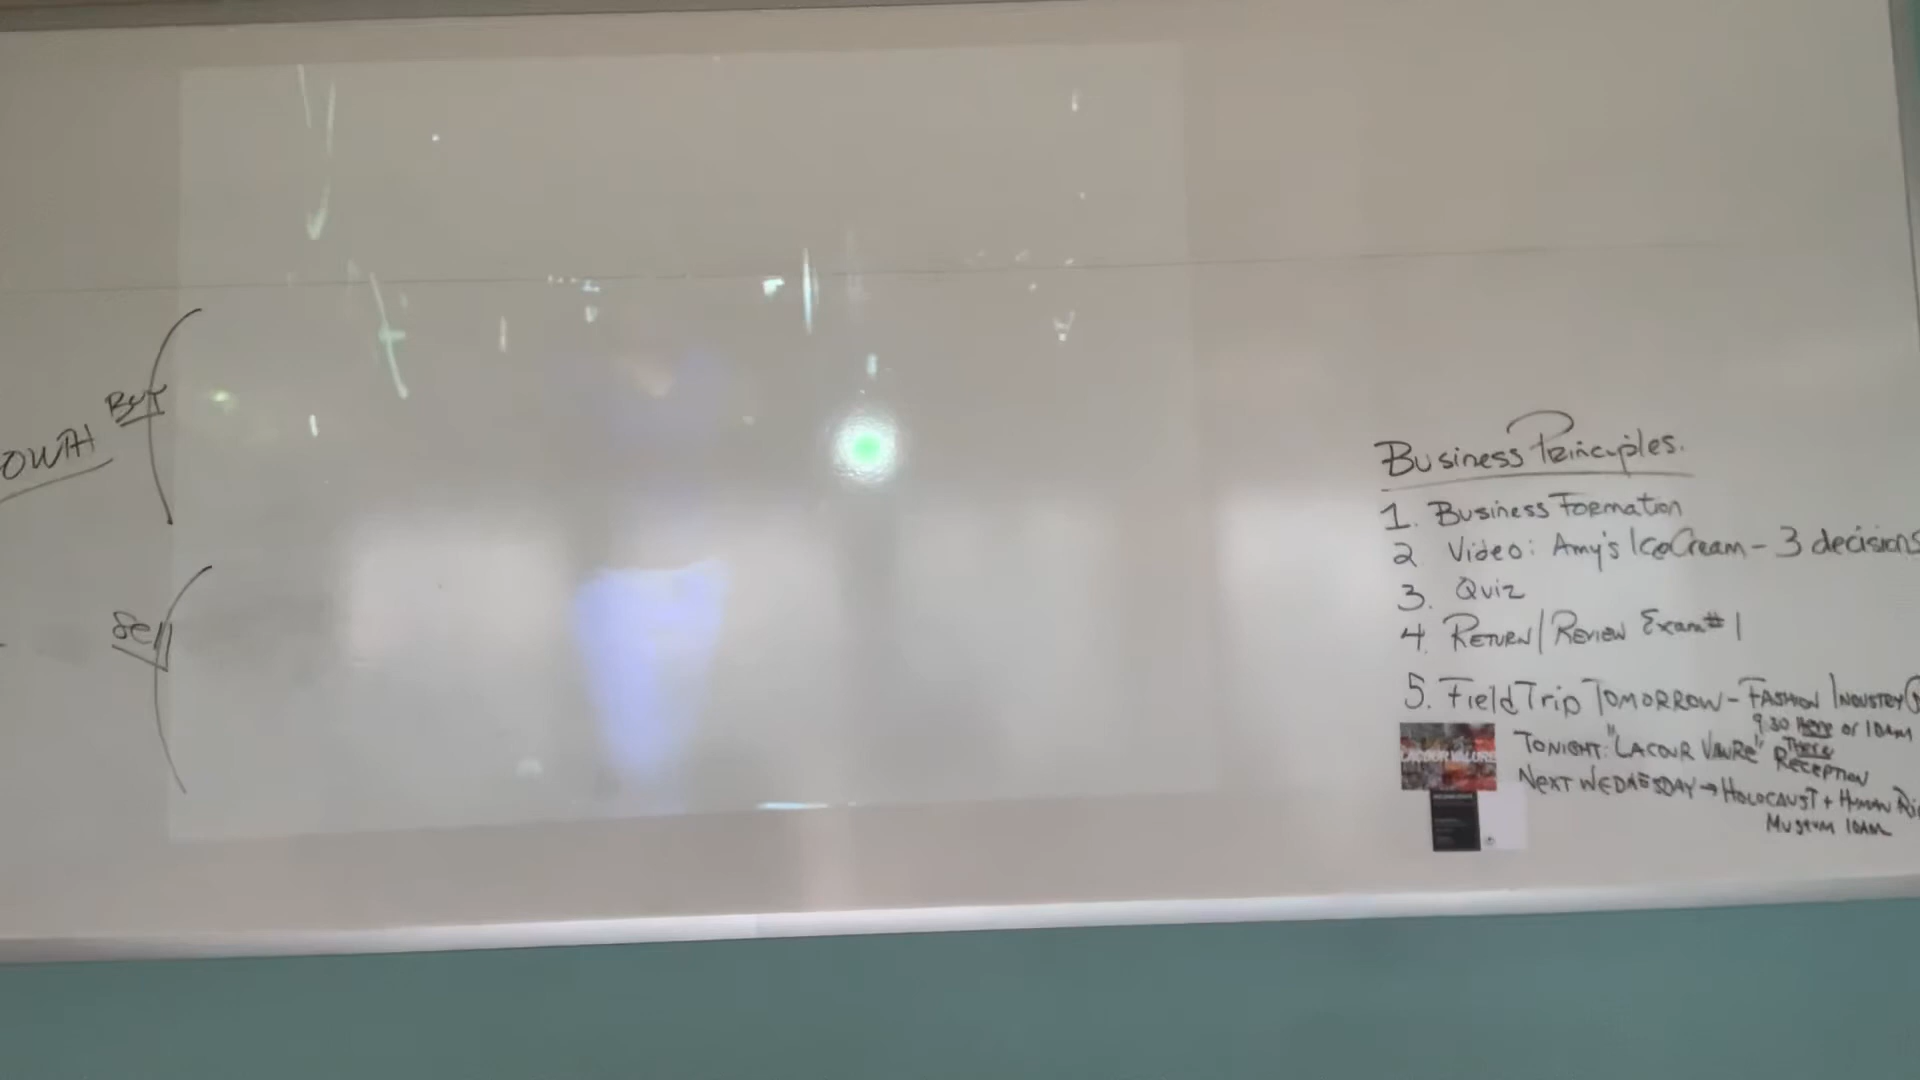 OWTH
Buy
Sell
Business Principles.
1. Business Formation
2 Video: Amy's IceCream - 3 decisions
3. Quiz
4. RETURN/REVIEW Exam #1
5. Field Trip TOMORROW - FASHION INDUSTRY
9:30 HERE or 10AM
THERE
TONIGHT: "LACOUR VAURE" RECEPTION
NEXT WEDNESDAY → HOLOCAUST + HUMAN Ri
MUSEUM 10AM